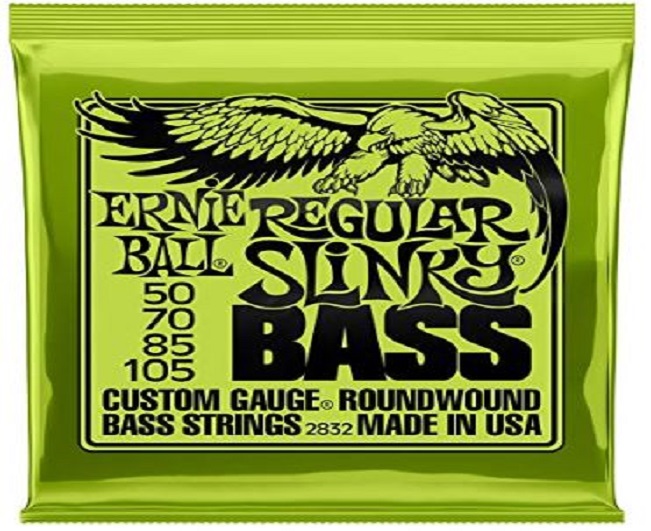 ERNIE BALL®
REGULAR SLINKY®
BASS
50
70
85
105
CUSTOM GAUGE® ROUNDWOUND
BASS STRINGS 2832 MADE IN USA